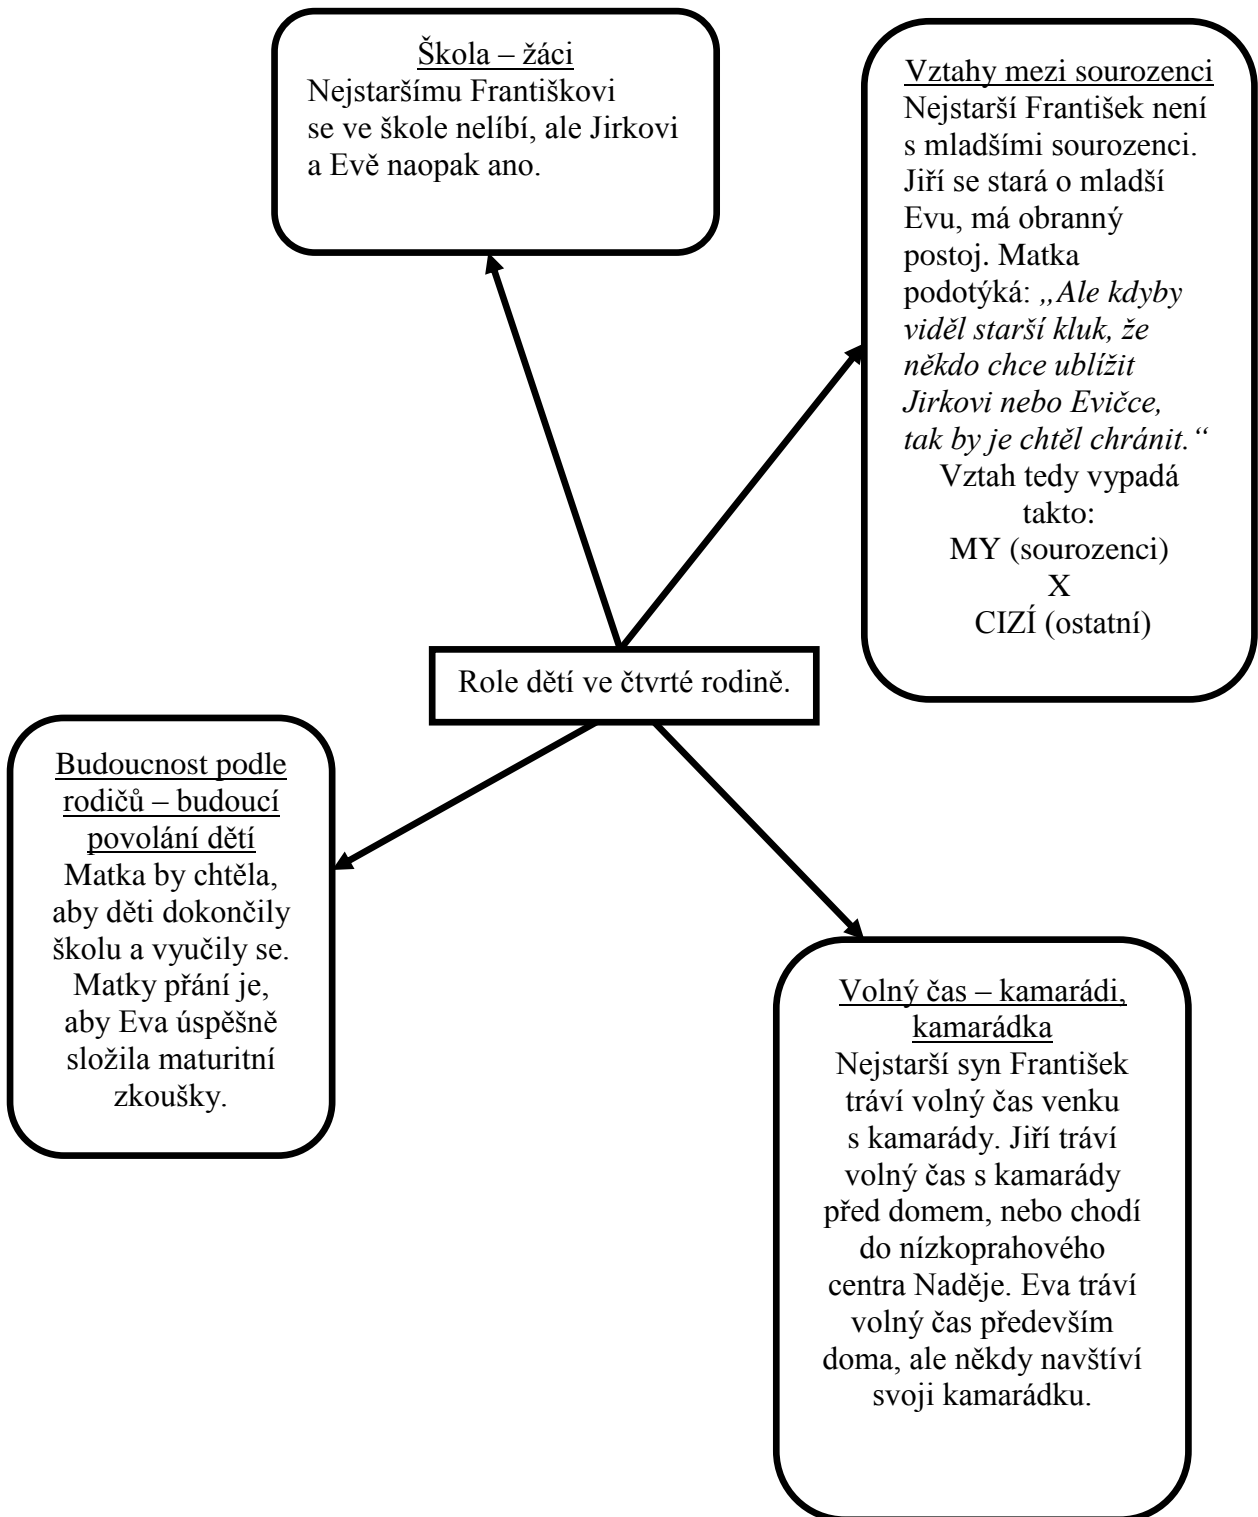 Škola – žáci
Nejstaršímu Františkovi
se ve škole nelíbí, ale Jirkovi
a Evě naopak ano.
Vztahy mezi sourozenci
Nejstarší František není
s mladšími sourozenci.
Jiří se stará o mladší
Evu, má obranný
postoj. Matka
podotýká: „Ale kdyby
viděl starší kluk, že
někdo chce ublížit
Jirkovi nebo Evičce,
tak by je chtěl chránit.“
Vztah tedy vypadá
takto:
MY (sourozenci)
X
CIZÍ (ostatní)
Role dětí ve čtvrté rodině.
Budoucnost podle
rodičů – budoucí
povolání dětí
Matka by chtěla,
aby děti dokončily
školu a vyučily se.
Matky přání je,
aby Eva úspěšně
složila maturitní
zkoušky.
Volný čas – kamarádi,
kamarádka
Nejstarší syn František
tráví volný čas venku
s kamarády. Jiří tráví
volný čas s kamarády
před domem, nebo chodí
do nízkoprahového
centra Naděje. Eva tráví
volný čas především
doma, ale někdy navštíví
svoji kamarádku.